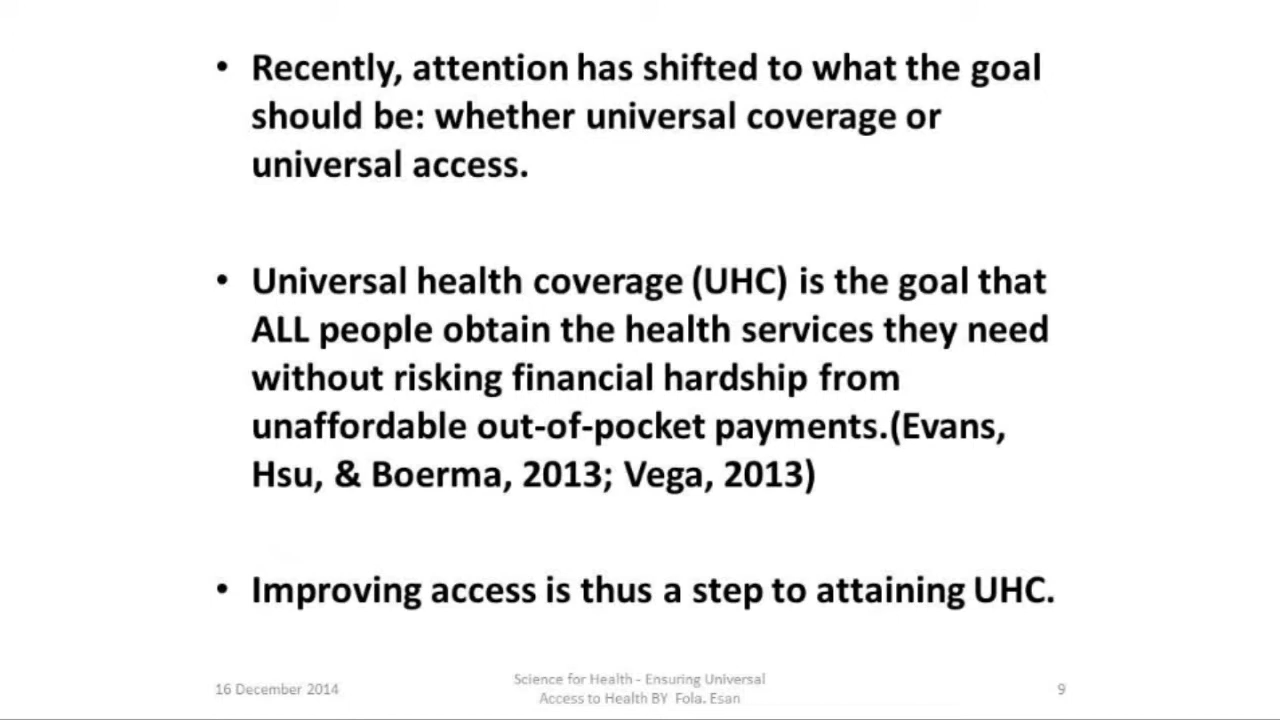 • Recently, attention has shifted to what the goal
should be: whether universal coverage or
universal access.
• Universal health coverage (UHC) is the goal that
ALL people obtain the health services they need
without risking financial hardship from
unaffordable out-of-pocket payments.(Evans,
Hsu, & Boerma, 2013; Vega, 2013)
• Improving access is thus a step to attaining UHC.
16 December 2014
Science for Health - Ensuring Universal
Access to Health BY Fola. Esan
9